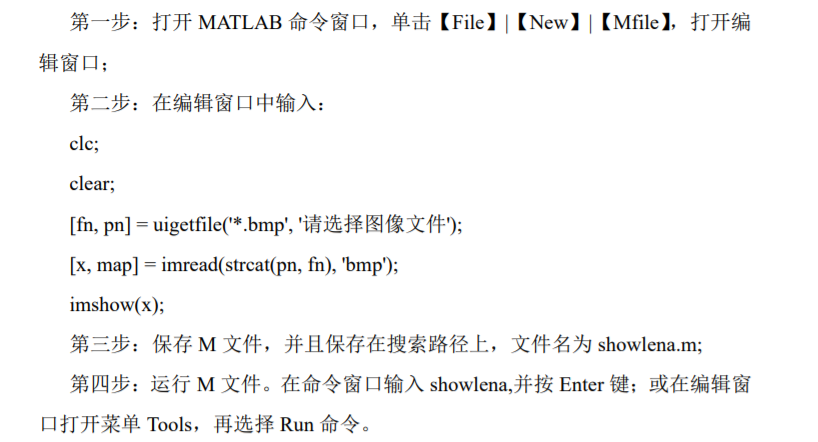 第一步：打开 MATLAB 命令窗口，单击【File】|【New】|【Mfile】，打开编
辑窗口；
第二步：在编辑窗口中输入：
clc;
clear;
[fn, pn] = uigetfile('*.bmp', '请选择图像文件');
[x, map] = imread(strcat(pn, fn), 'bmp');
imshow(x);
第三步：保存 M 文件，并且保存在搜索路径上，文件名为 showlena.m;
第四步：运行 M 文件。在命令窗口输入 showlena,并按 Enter 键；或在编辑窗
口打开菜单 Tools，再选择 Run 命令。